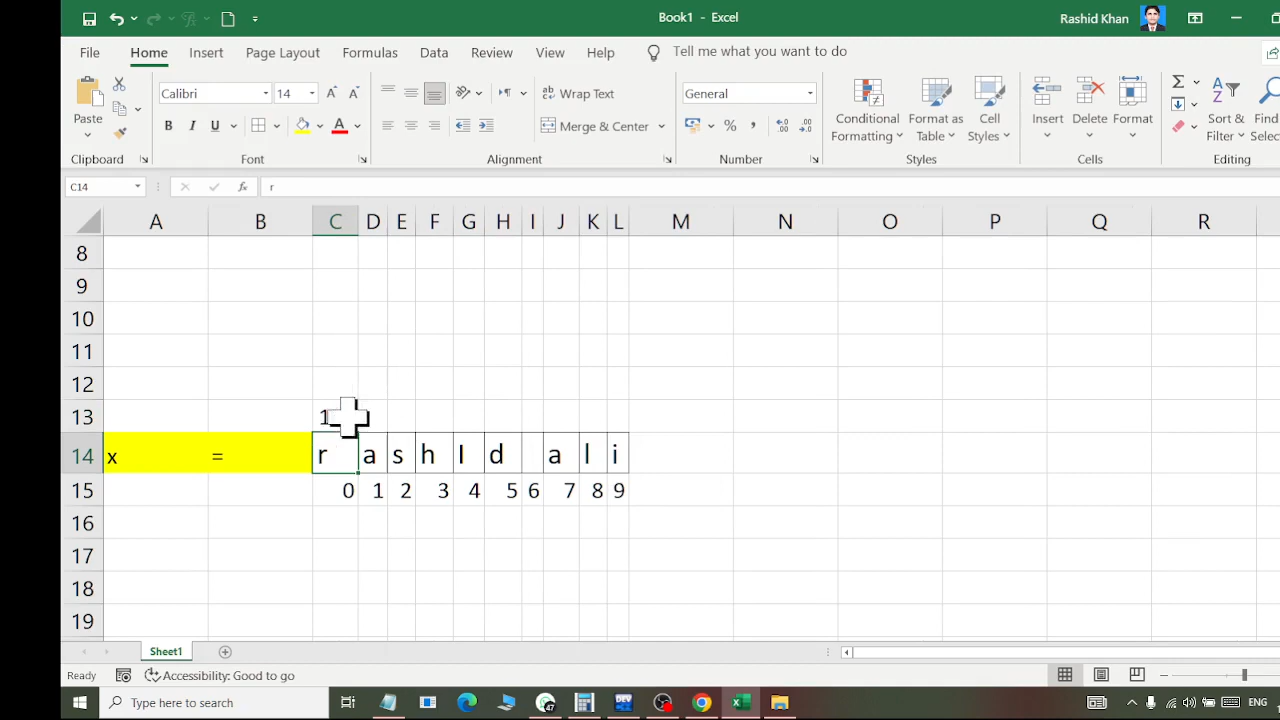 Book1 - Excel
Rashid Khan
File Home Insert Page Layout Formulas Data Review View Help Tell me what you want to do
Calibri 14 Wrap Text General
Paste Merge & Center Conditional Formatting Format as Table Cell Styles Insert Delete Format Sort & Filter
Clipboard Font Alignment Number Styles Cells Editing
C14 fx r
A B C D E F G H I J K L M N O P Q R
8
9
10
11
12
13 1
14 x = r a s h I d a l i
15 0 1 2 3 4 5 6 7 8 9
16
17
18
19
Sheet1
Ready Accessibility: Good to go
Type here to search ENG